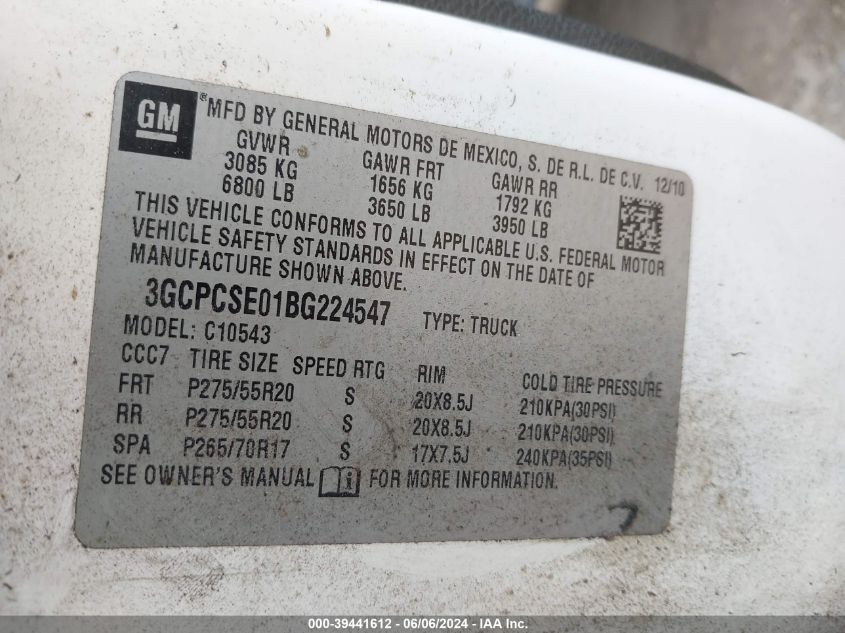 GM
® MFD BY GENERAL MOTORS DE MEXICO, S. DE R.L. DE C.V. 12/10
GVWR GAWR FRT GAWR RR
3085 KG 1656 KG 1792 KG
6800 LB 3650 LB 3950 LB
THIS VEHICLE CONFORMS TO ALL APPLICABLE U.S. FEDERAL MOTOR
VEHICLE SAFETY STANDARDS IN EFFECT ON THE DATE OF
MANUFACTURE SHOWN ABOVE.
3GCPCSE01BG224547 TYPE: TRUCK
MODEL: C10543
CCC7 TIRE SIZE SPEED RTG RIM COLD TIRE PRESSURE
FRT P275/55R20 S 20X8.5J 210KPA(30PSI)
RR P275/55R20 S 20X8.5J 210KPA(30PSI)
SPA P265/70R17 S 17X7.5J 240KPA(35PSI)
SEE OWNER'S MANUAL i FOR MORE INFORMATION.
7
000-39441612 - 06/06/2024 - IAA Inc.